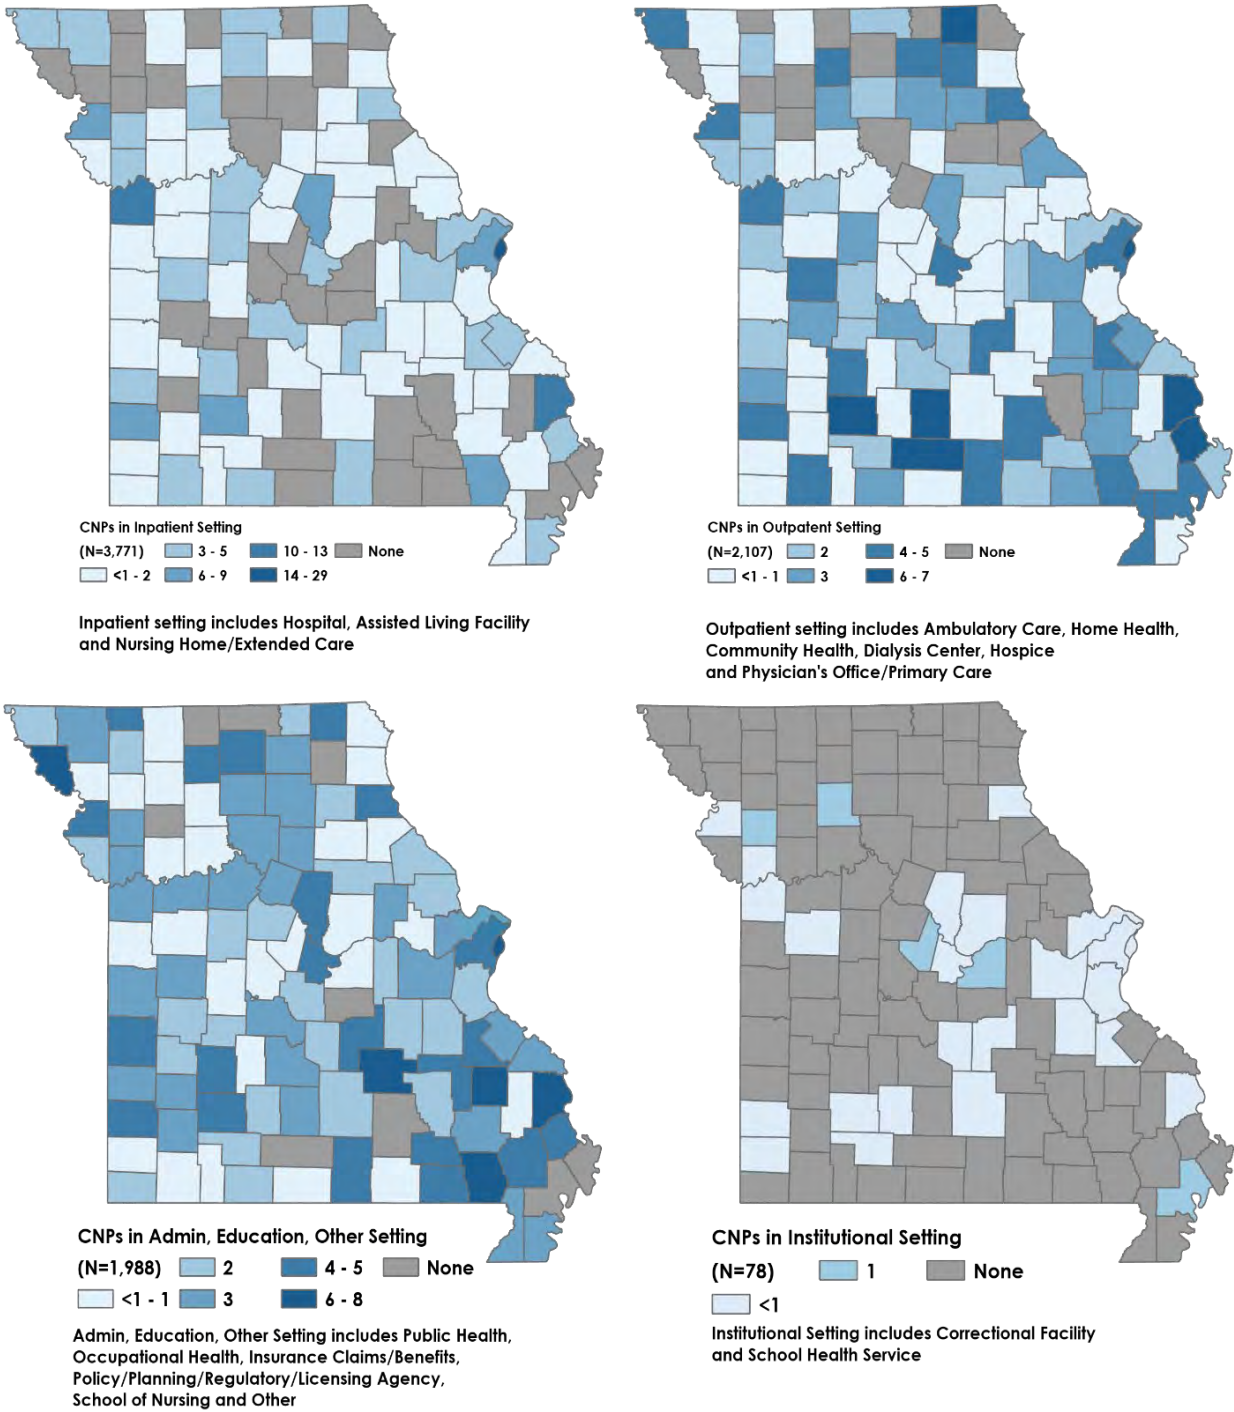 CNPs in Inpatient Setting
(N=3,771) 3 - 5 10 - 13 None
<1 - 2 6 - 9 14 - 29
Inpatient setting includes Hospital, Assisted Living Facility
and Nursing Home/Extended Care
CNPs in Outpatent Setting
(N=2,107) 2 4 - 5 None
<1 - 1 3 6 - 7
Outpatient setting includes Ambulatory Care, Home Health,
Community Health, Dialysis Center, Hospice
and Physician's Office/Primary Care
CNPs in Admin, Education, Other Setting
(N=1,988) 2 4 - 5 None
<1 - 1 3 6 - 8
Admin, Education, Other Setting includes Public Health,
Occupational Health, Insurance Claims/Benefits,
Policy/Planning/Regulatory/Licensing Agency,
School of Nursing and Other
CNPs in Institutional Setting
(N=78) 1 None
<1
Institutional Setting includes Correctional Facility
and School Health Service